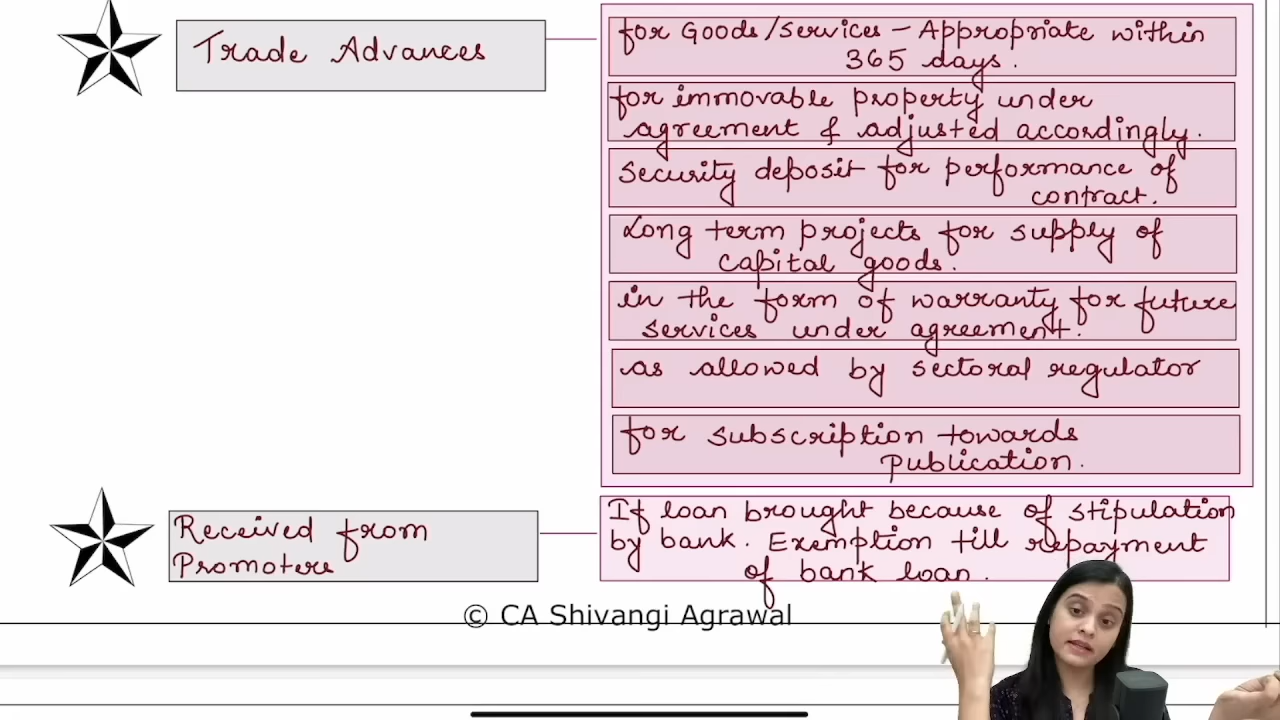 Trade Advances
for Goods/Services – Appropriate within
365 days.
for immovable property under
agreement & adjusted accordingly.
Security deposit for performance of
contract.
Long term projects for supply of
capital goods.
in the form of warranty for future
services under agreement.
as allowed by sectoral regulator
for subscription towards
publication.
Received from
Promoters
If loan brought because of stipulation
by bank. Exemption till repayment
of bank loan.
© CA Shivangi Agrawal